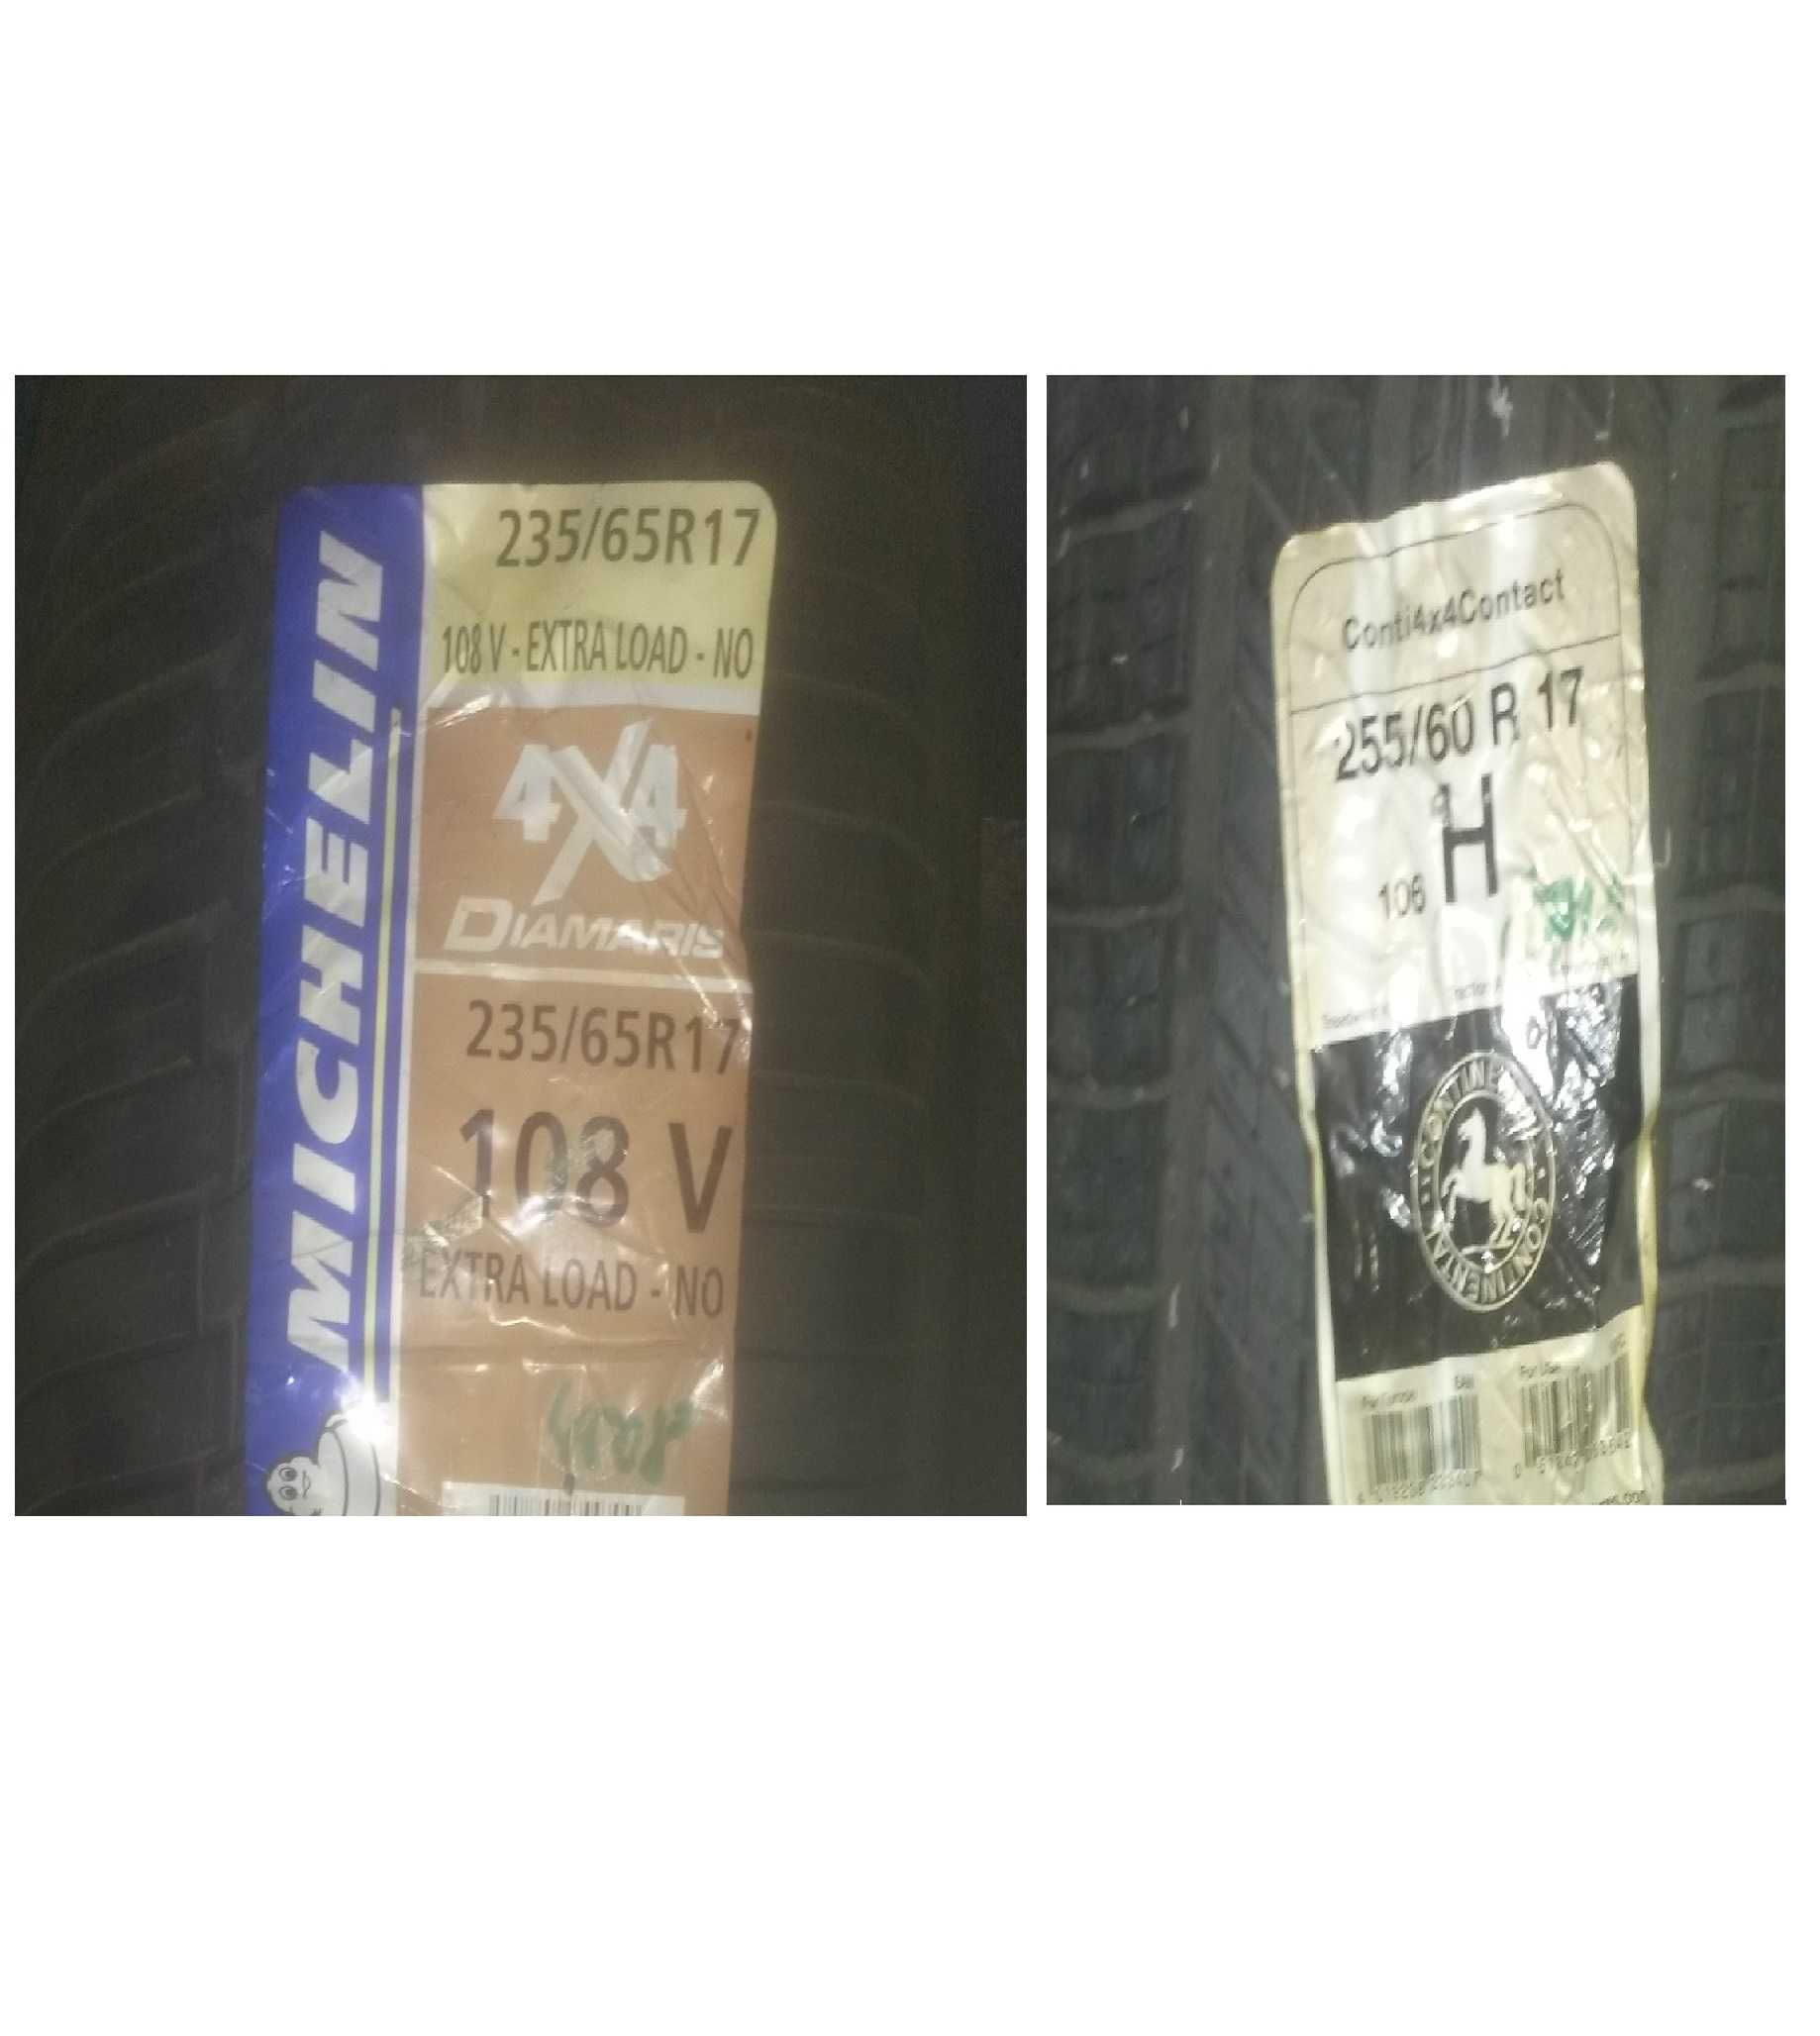 MICHELIN
235/65R17
108 V - EXTRA LOAD - NO
4X4
DIAMARIS
235/65R17
108 V
EXTRA LOAD - NO
Conti4x4Contact
255/60 R 17
106 H
CONTINENTAL
CONTINENTAL